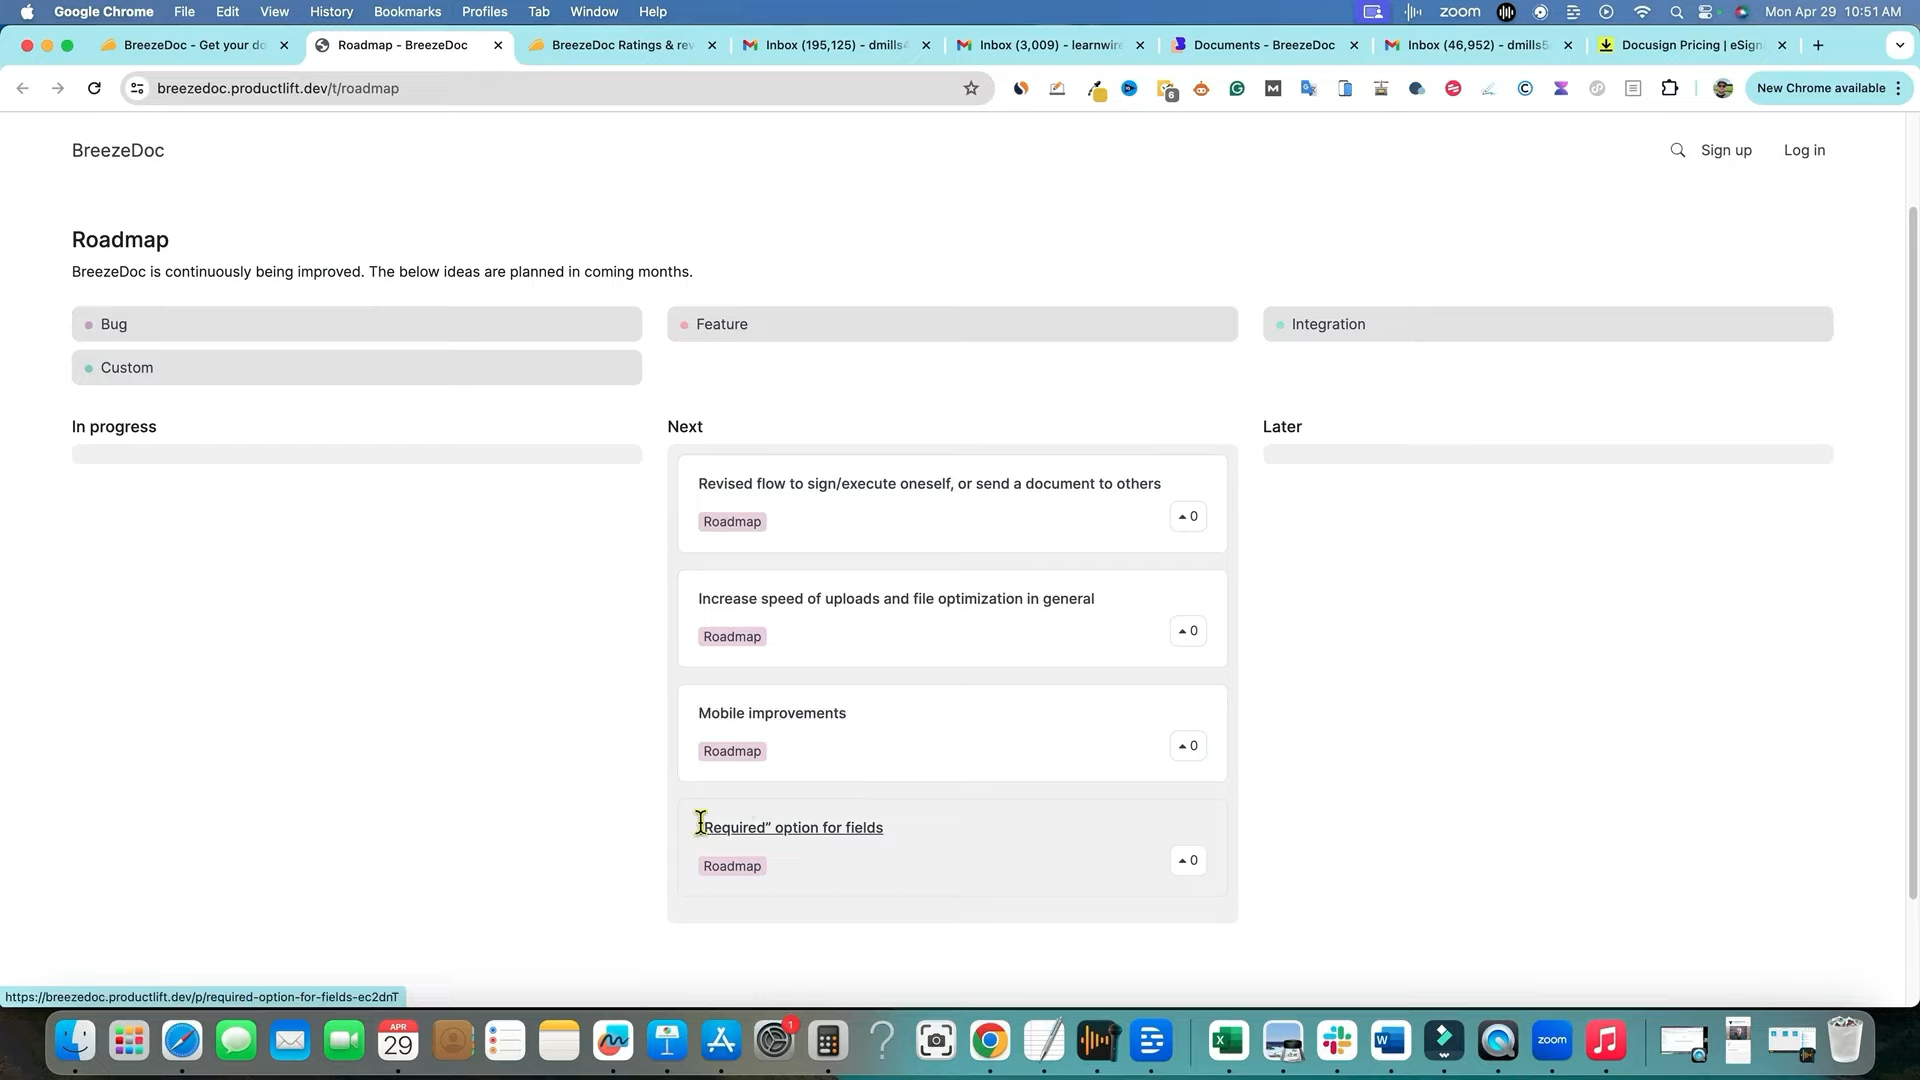 Google Chrome File Edit View History Bookmarks Profiles Tab Window Help zoom Mon Apr 29 10:51 AM
BreezeDoc - Get your do Roadmap - BreezeDoc BreezeDoc Ratings & rev Inbox (195,125) - dmills4 Inbox (3,009) - learnwire Documents - BreezeDoc Inbox (46,952) - dmills5 Docusign Pricing | eSign
breezedoc.productlift.dev/t/roadmap 6 New Chrome available
BreezeDoc Sign up Log in
Roadmap
BreezeDoc is continuously being improved. The below ideas are planned in coming months.
Bug Feature Integration
Custom
In progress Next Later
Revised flow to sign/execute oneself, or send a document to others
Roadmap 0
Increase speed of uploads and file optimization in general
Roadmap 0
Mobile improvements
Roadmap 0
“Required” option for fields
Roadmap 0
https://breezedoc.productlift.dev/p/required-option-for-fields-ec2dnT
APR
29
1
zoom